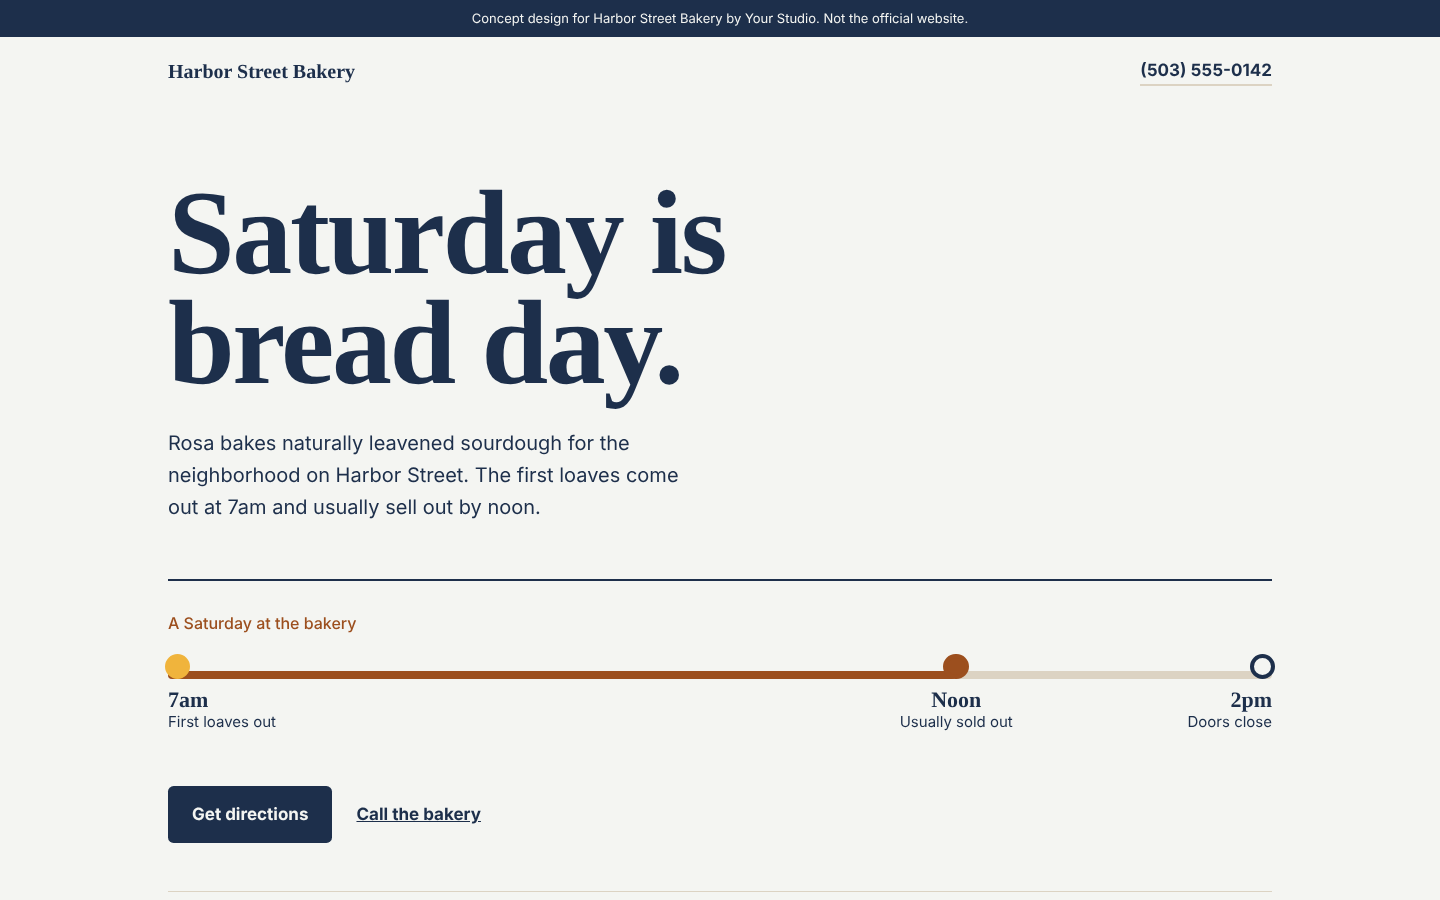 Concept design for Harbor Street Bakery by Your Studio. Not the official website.
Harbor Street Bakery
(503) 555-0142
Saturday is
bread day.
Rosa bakes naturally leavened sourdough for the
neighborhood on Harbor Street. The first loaves come
out at 7am and usually sell out by noon.
A Saturday at the bakery
7am
First loaves out
Noon
Usually sold out
2pm
Doors close
Get directions
Call the bakery